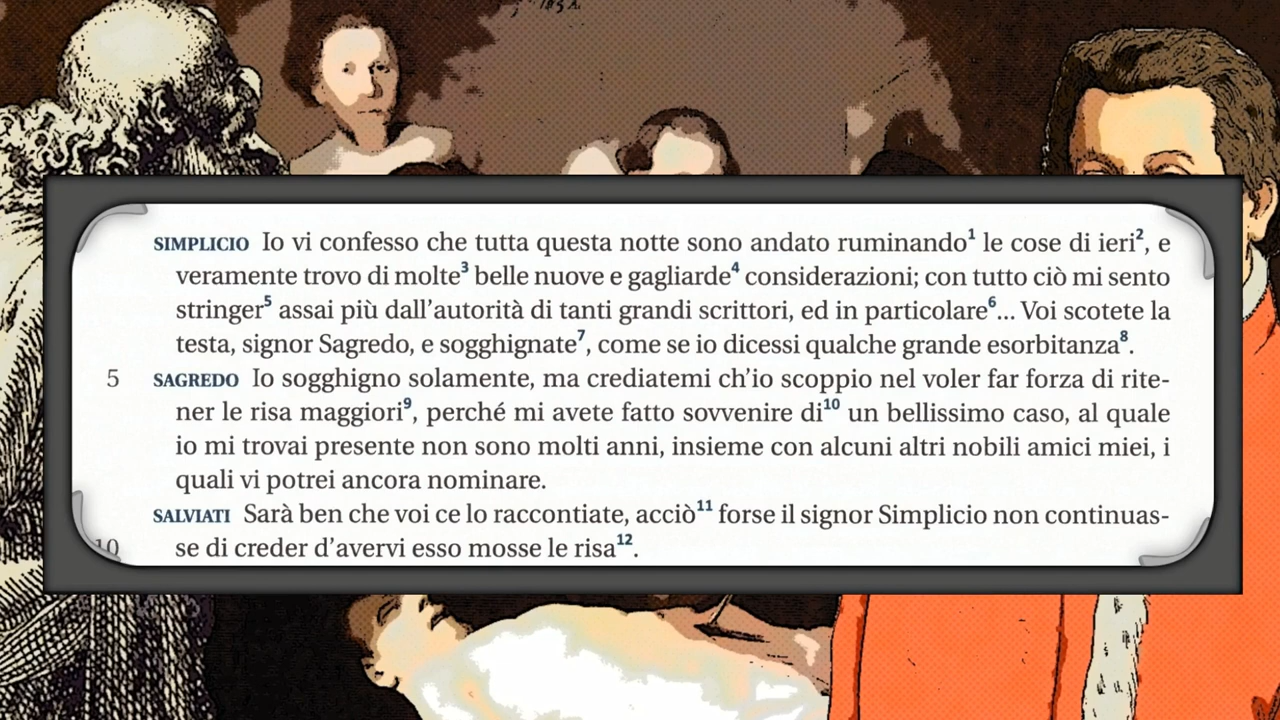 SIMPLICIO Io vi confesso che tutta questa notte sono andato ruminando¹ le cose di ieri², e
veramente trovo di molte³ belle nuove e gagliarde⁴ considerazioni; con tutto ciò mi sento
stringer⁵ assai più dall'autorità di tanti grandi scrittori, ed in particolare⁶... Voi scotete la
testa, signor Sagredo, e sogghignate⁷, come se io dicessi qualche grande esorbitanza⁸.
5 SAGREDO Io sogghigno solamente, ma crediatemi ch'io scoppio nel voler far forza di rite-
ner le risa maggiori⁹, perché mi avete fatto sovvenire di¹⁰ un bellissimo caso, al quale
io mi trovai presente non sono molti anni, insieme con alcuni altri nobili amici miei, i
quali vi potrei ancora nominare.
SALVIATI Sarà ben che voi ce lo raccontiate, acciò¹¹ forse il signor Simplicio non continuas-
10 se di creder d'avervi esso mosse le risa¹².